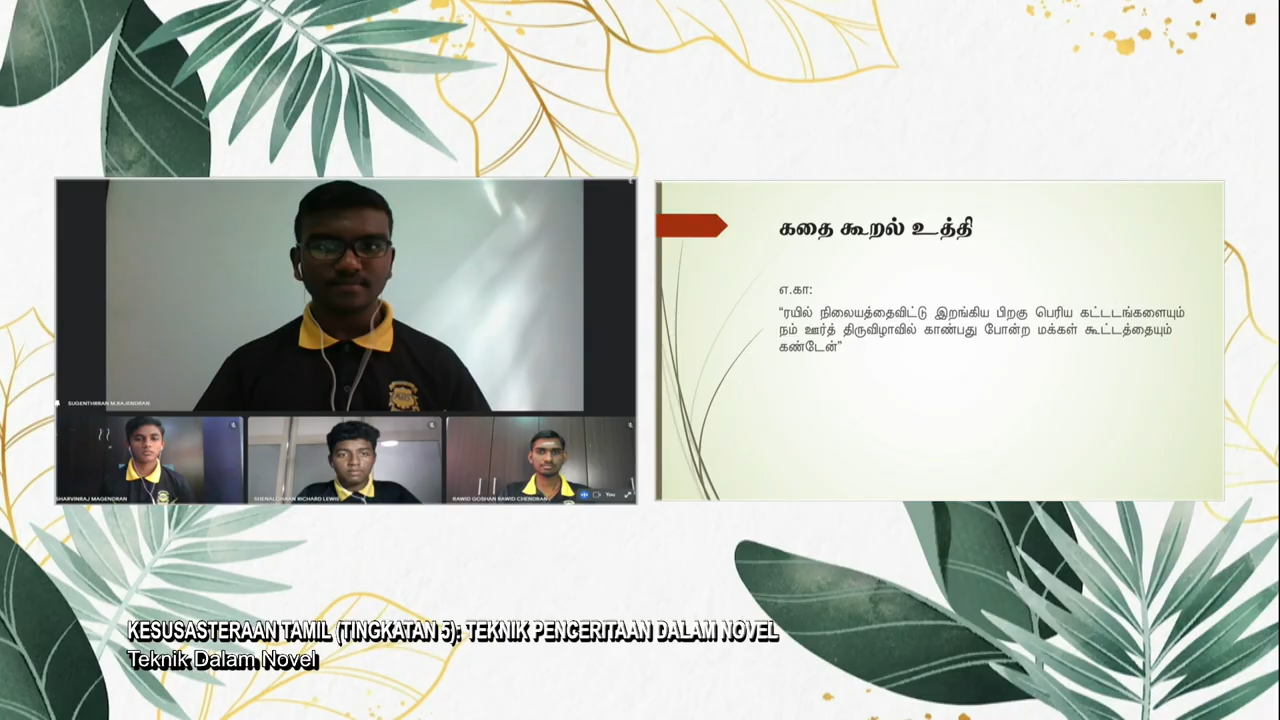 SUGENTHIRAN M.RAJENDRAN
SHARVINRAJ MAGENDRAN
SHENALOHAAN RICHARD LEWIS
RAWID GOSHAN RAWID CHENDRAN
You
கதை கூறல் உத்தி
எ.கா:
“ரயில் நிலையத்தைவிட்டு இறங்கிய பிறகு பெரிய கட்டடங்களையும்
நம் ஊர்த் திருவிழாவில் காண்பது போன்ற மக்கள் கூட்டத்தையும்
கண்டேன்”
KESUSASTERAAN TAMIL (TINGKATAN 5): TEKNIK PENCERITAAN DALAM NOVEL
Teknik Dalam Novel